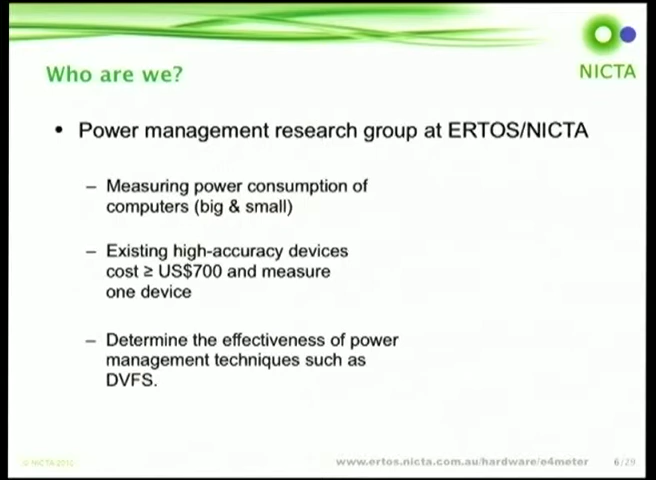 NICTA
Who are we?
• Power management research group at ERTOS/NICTA
– Measuring power consumption of
computers (big & small)
– Existing high-accuracy devices
cost ≥ US$700 and measure
one device
– Determine the effectiveness of power
management techniques such as
DVFS.
© NICTA
www.ertos.nicta.com.au/hardware/e4meter
6/29